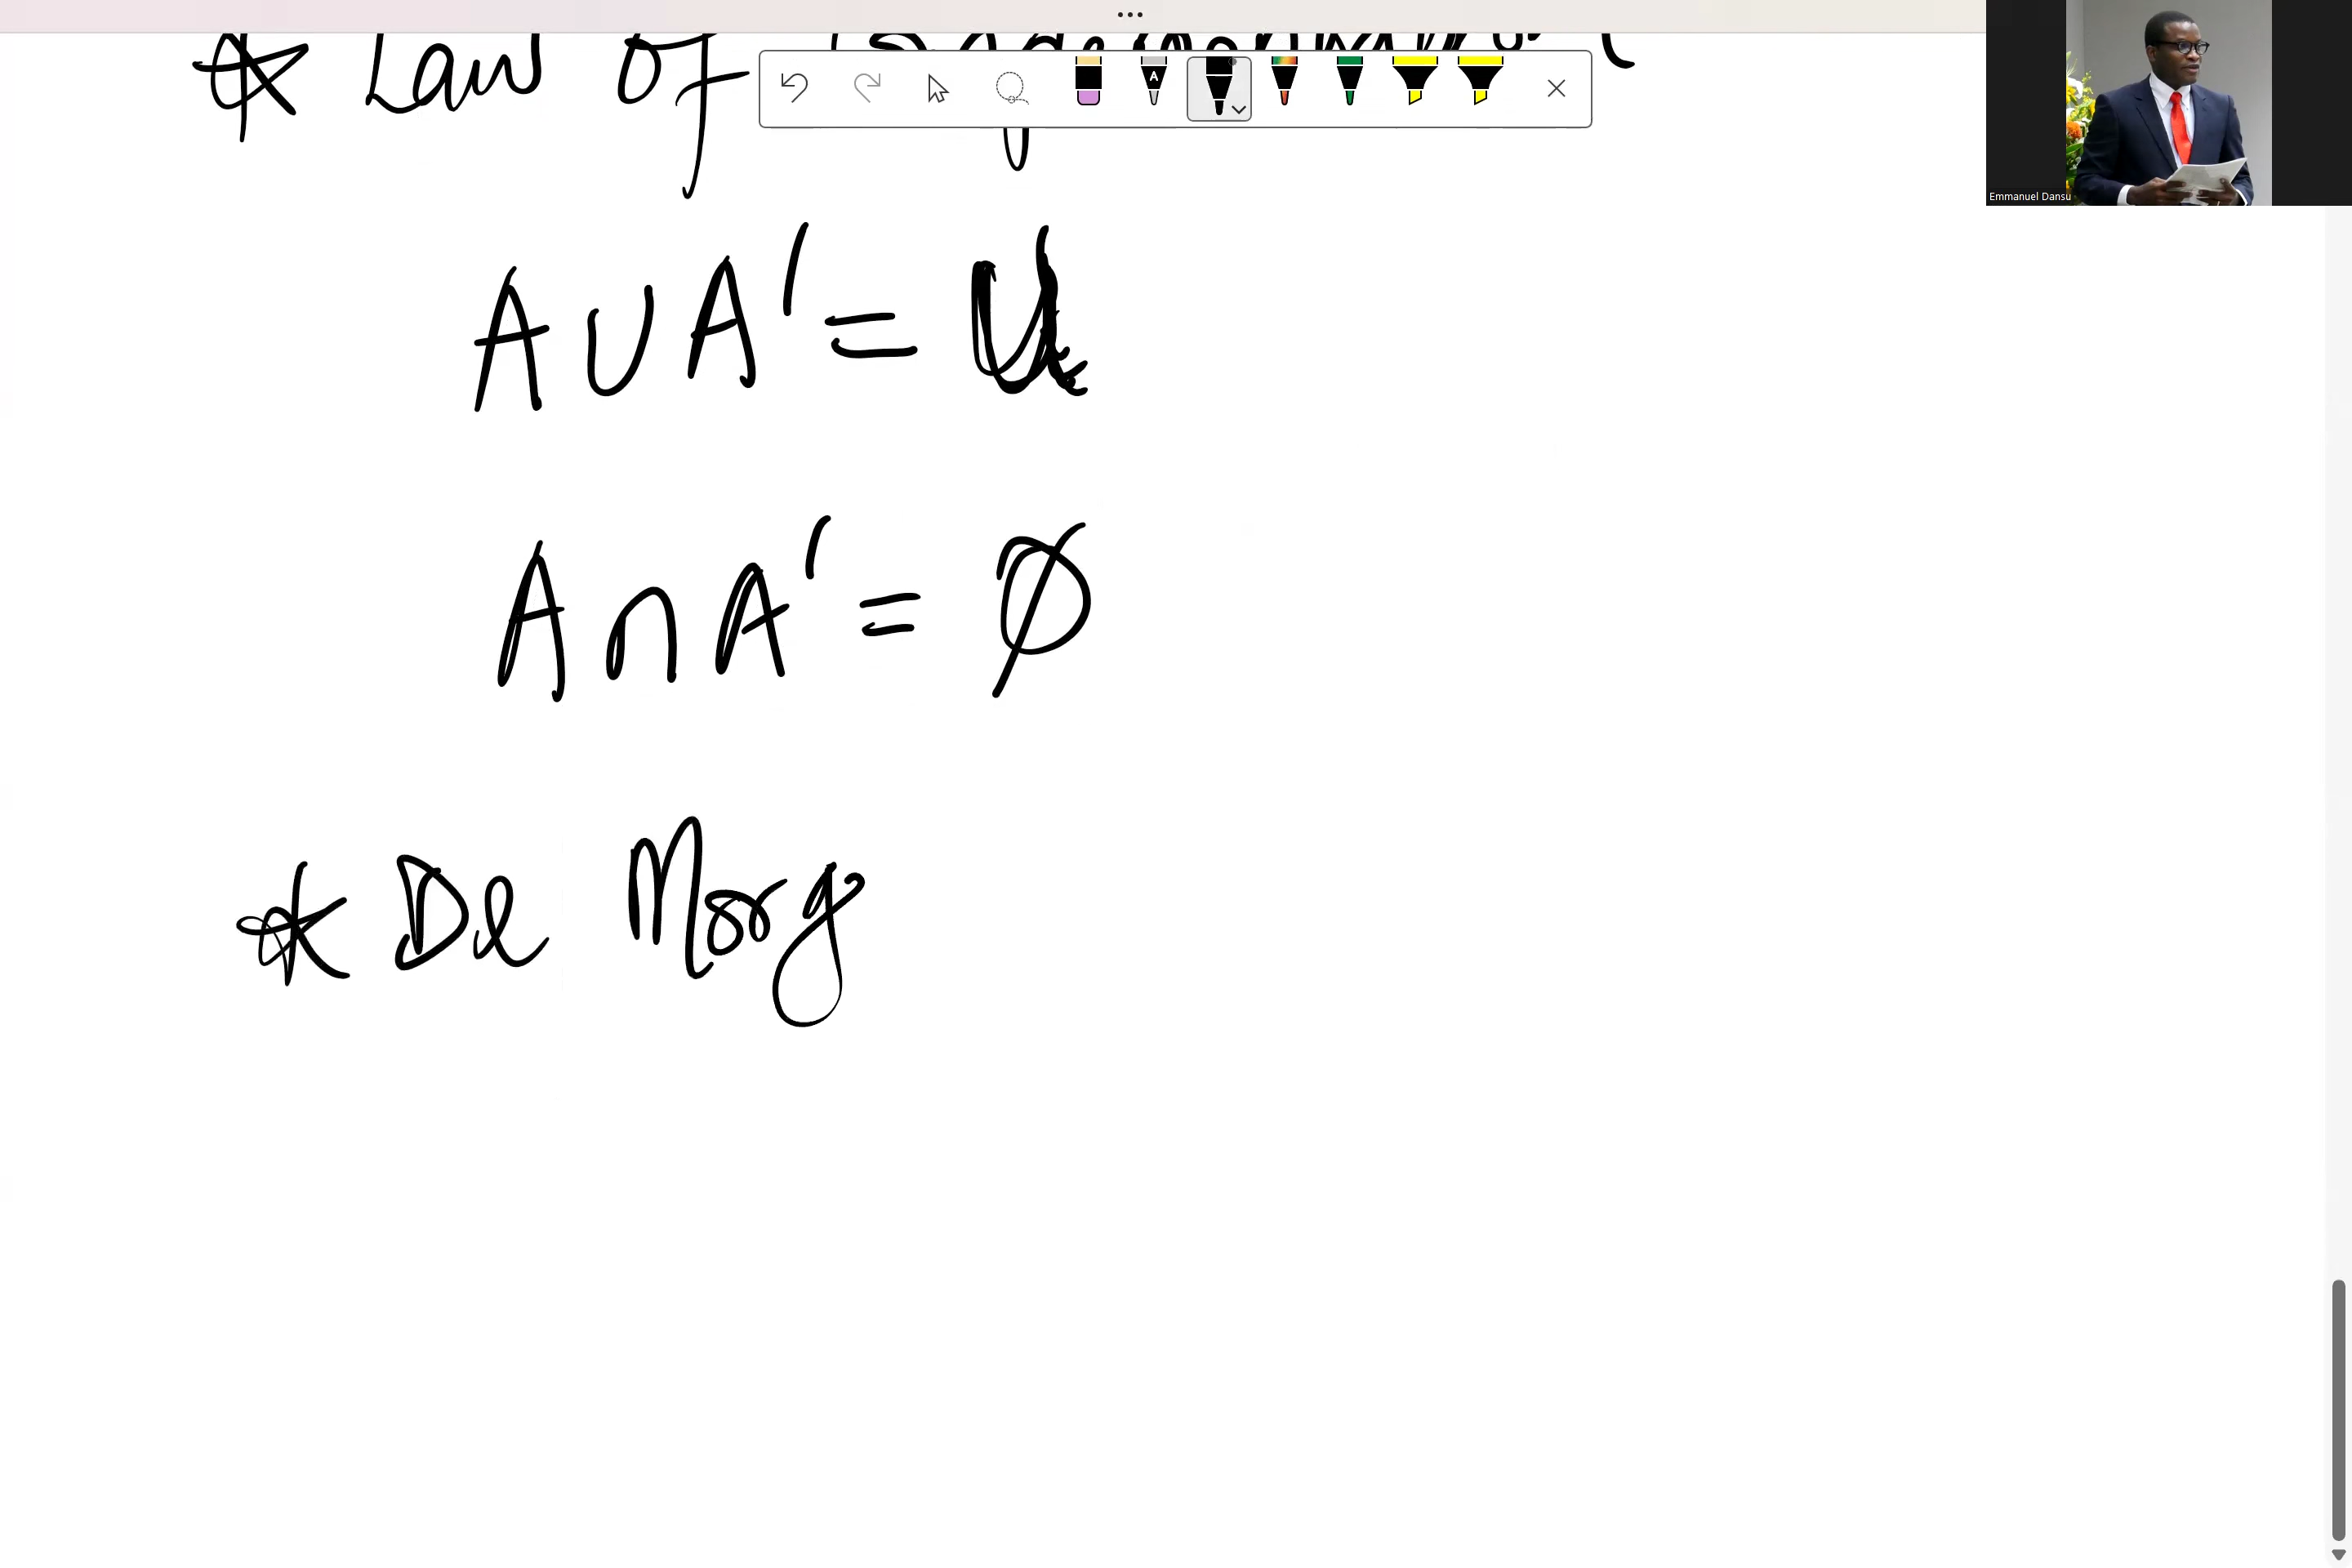 Law of
Emmanuel Dansu
A ∪ A' = U
A ∩ A' = ∅
De Morg